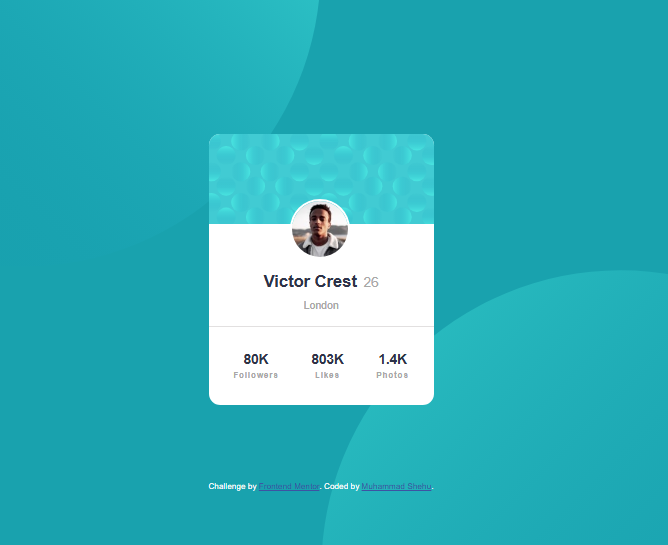 Victor Crest 26
London
80K 803K 1.4K
Followers Likes Photos
Challenge by Frontend Mentor. Coded by Muhammad Shehu.